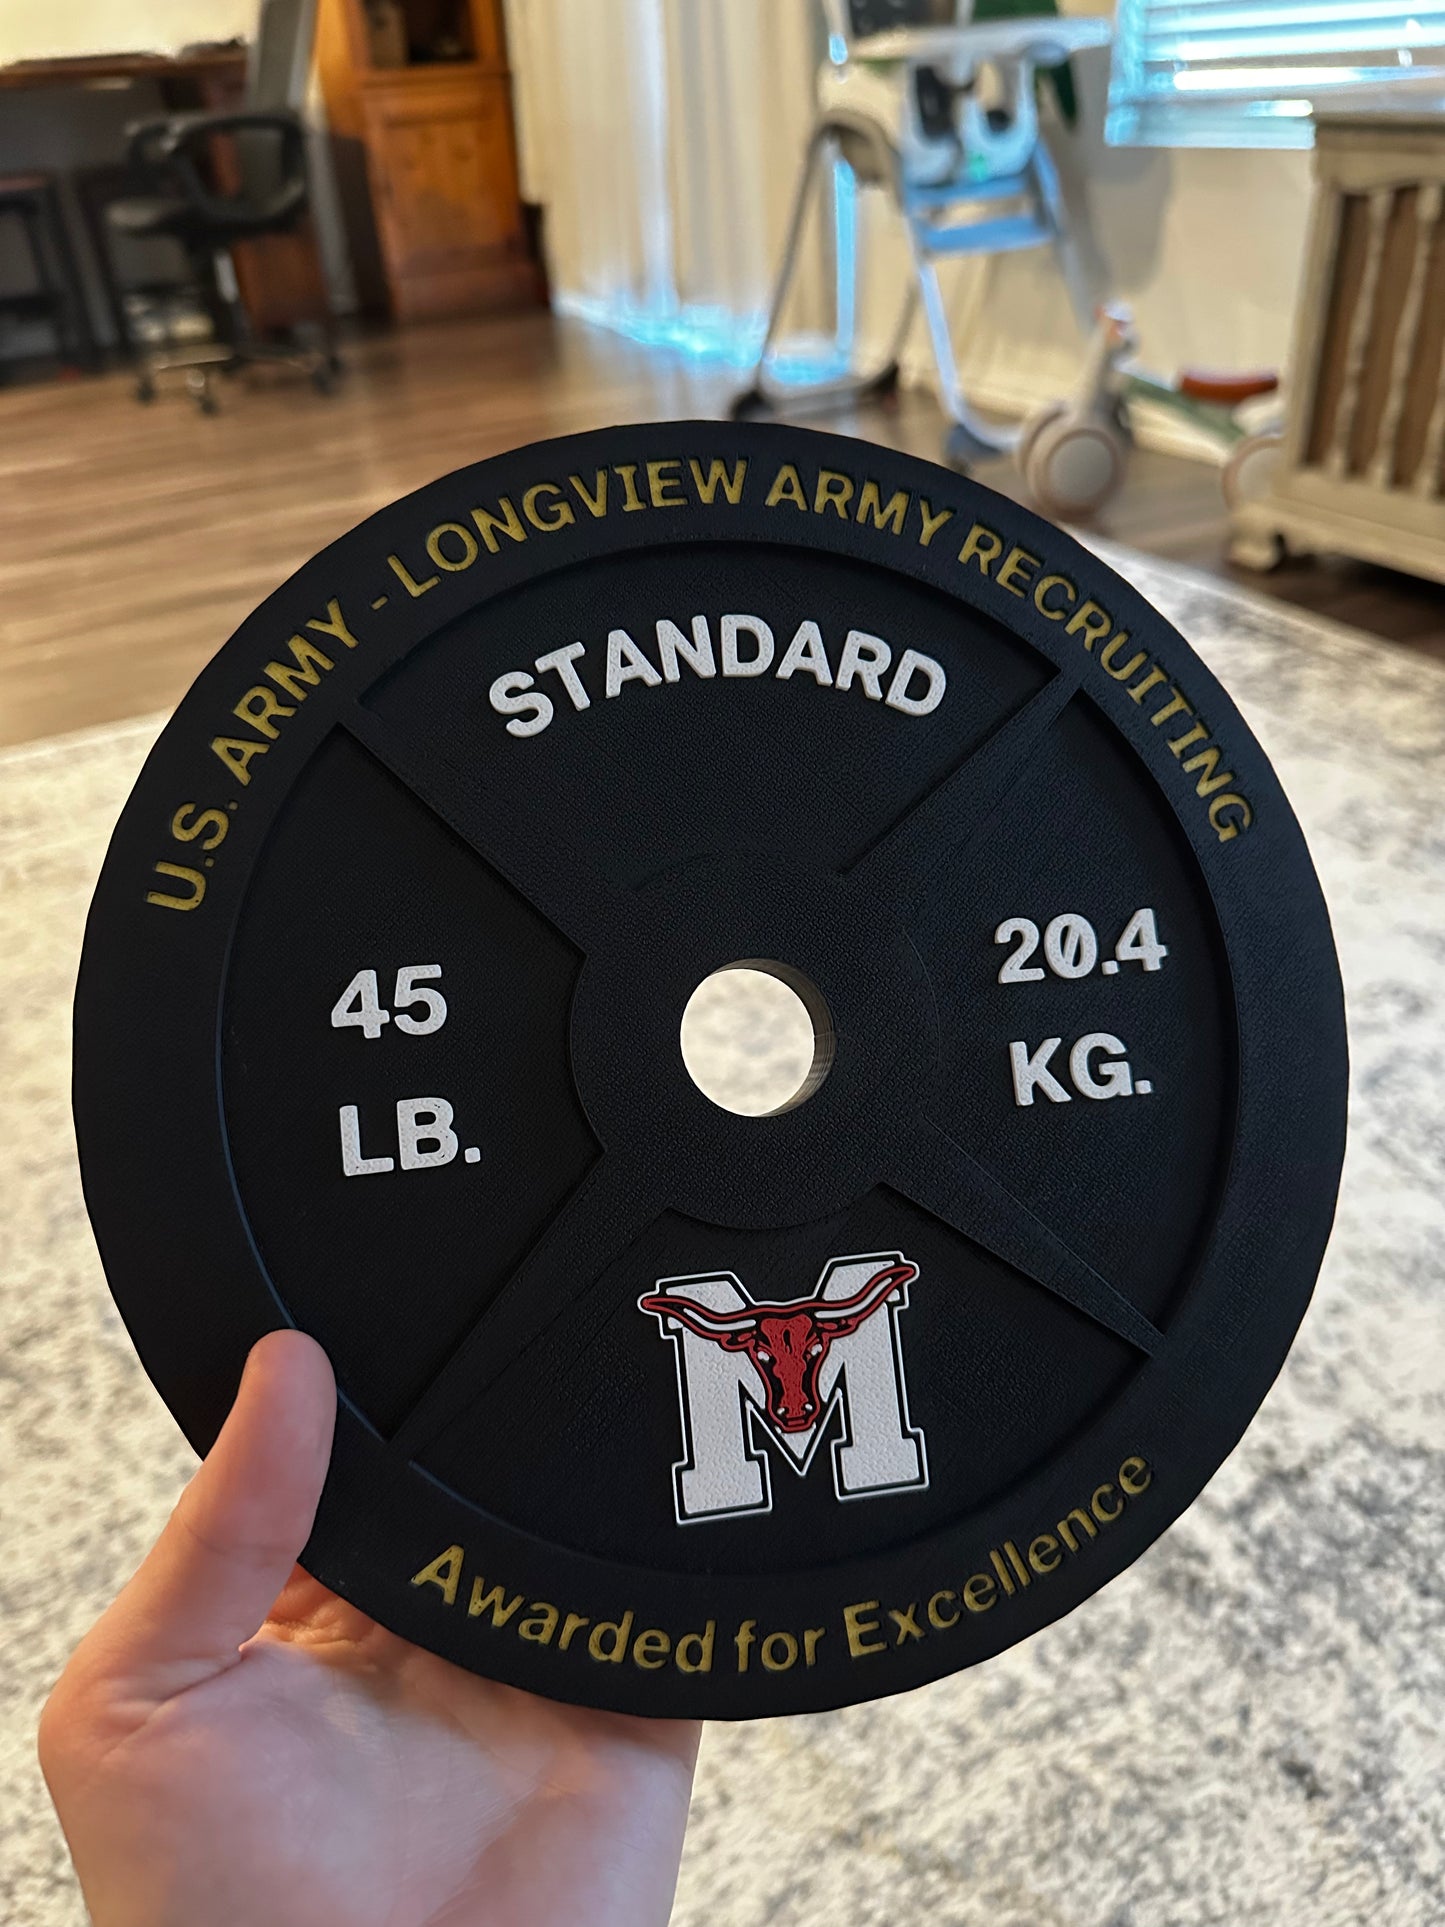 U.S. ARMY - LONGVIEW ARMY RECRUITING
STANDARD
45
LB.
20.4
KG.
M
Awarded for Excellence